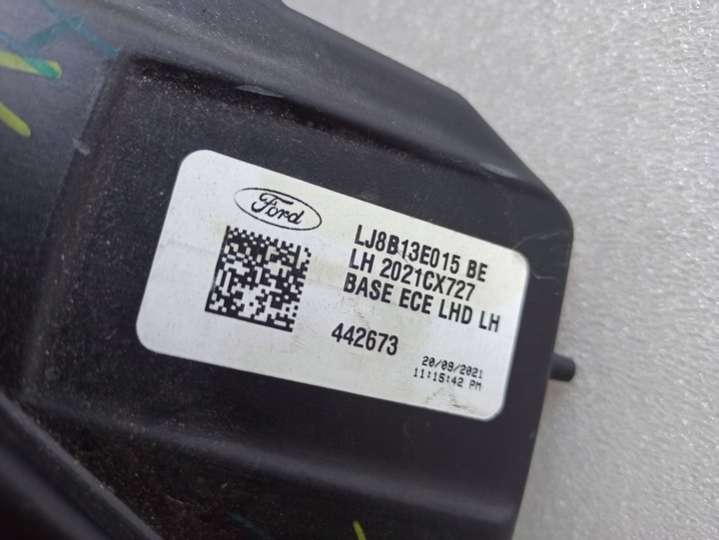 Ford
LJ8B13E015 BE
LH 2021CX727
BASE ECE LHD LH
442673
20/09/2021
11:15:42 PM